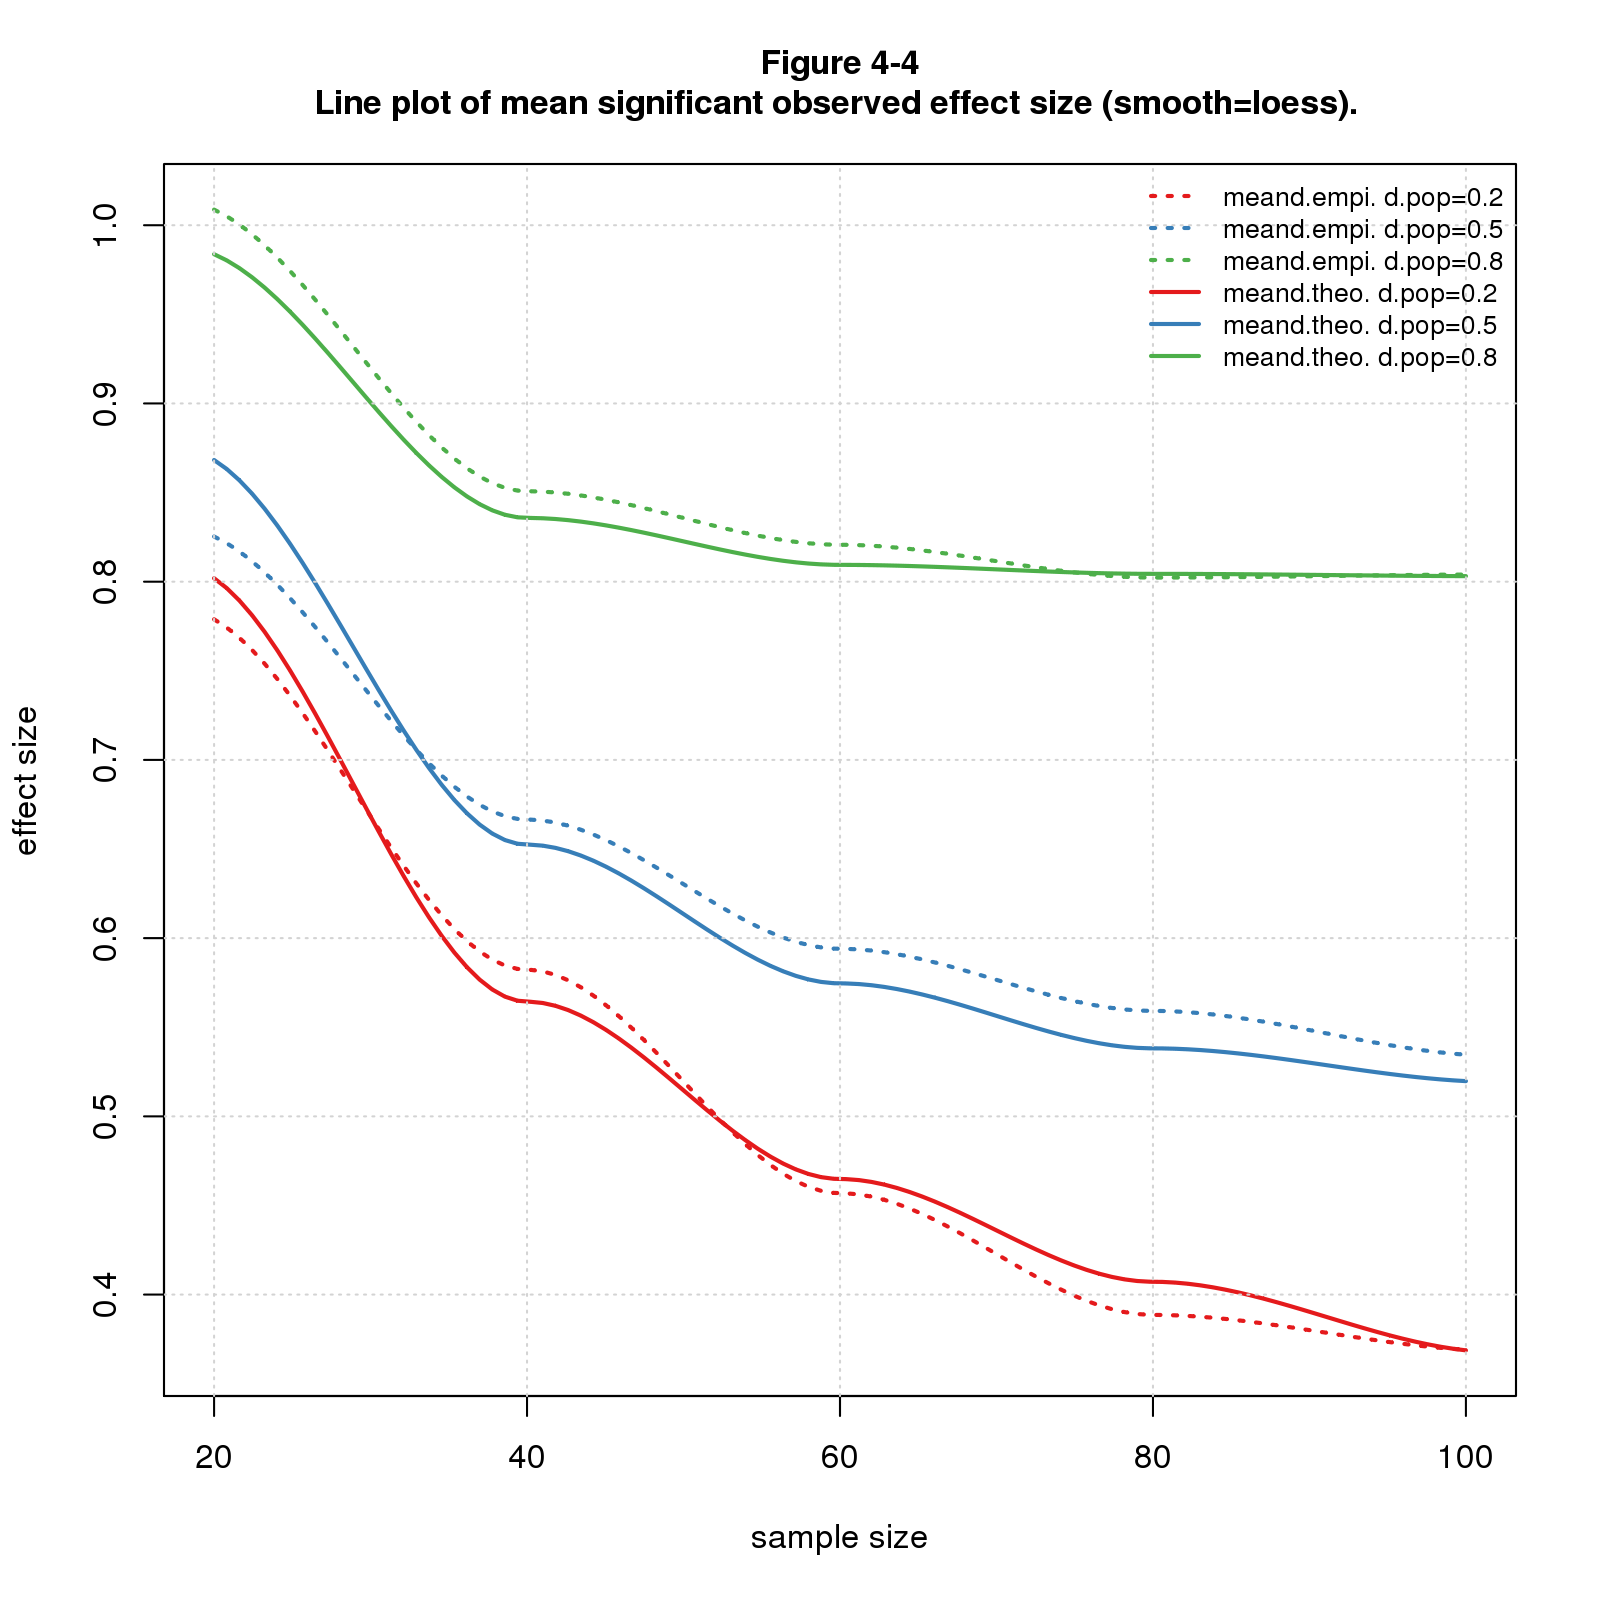 Figure 4-4
Line plot of mean significant observed effect size (smooth=loess).
meand.empi. d.pop=0.2
meand.empi. d.pop=0.5
meand.empi. d.pop=0.8
meand.theo. d.pop=0.2
meand.theo. d.pop=0.5
meand.theo. d.pop=0.8
effect size
1.0
0.9
0.8
0.7
0.6
0.5
0.4
20 40 60 80 100
sample size